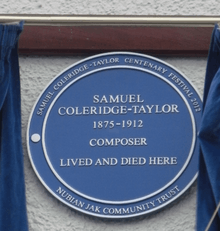 SAMUEL COLERIDGE-TAYLOR CENTENARY FESTIVAL 2012
SAMUEL
COLERIDGE-TAYLOR
1875-1912
COMPOSER
LIVED AND DIED HERE
NUBIAN JAK COMMUNITY TRUST